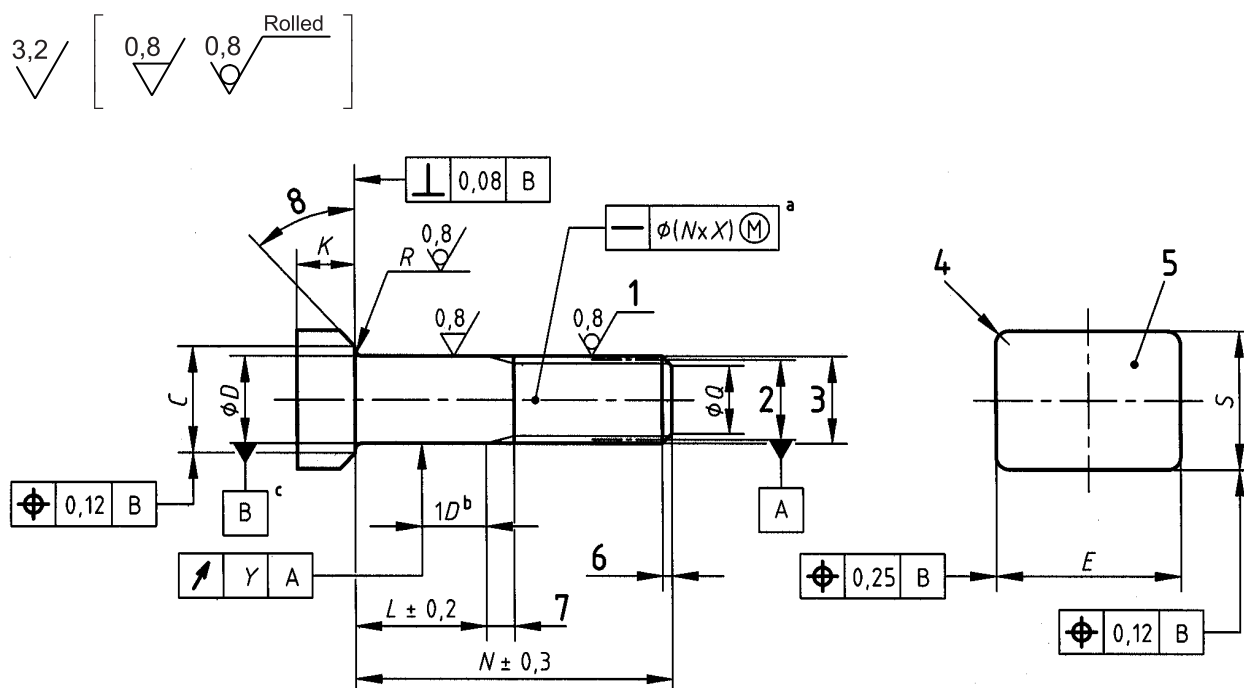 Rolled
3,2 0,8 0,8
⊥ 0,08 B
8
K
R 0,8
— ϕ(N×X) Ⓜ a
0,8
0,8 1
4 5
C
ϕD
ϕQ
2
3
S
⌖ 0,12 B
B c
1D b
A
↗ Y A
6
⌖ 0,25 B
E
L ± 0,2
7
⌖ 0,12 B
N ± 0,3